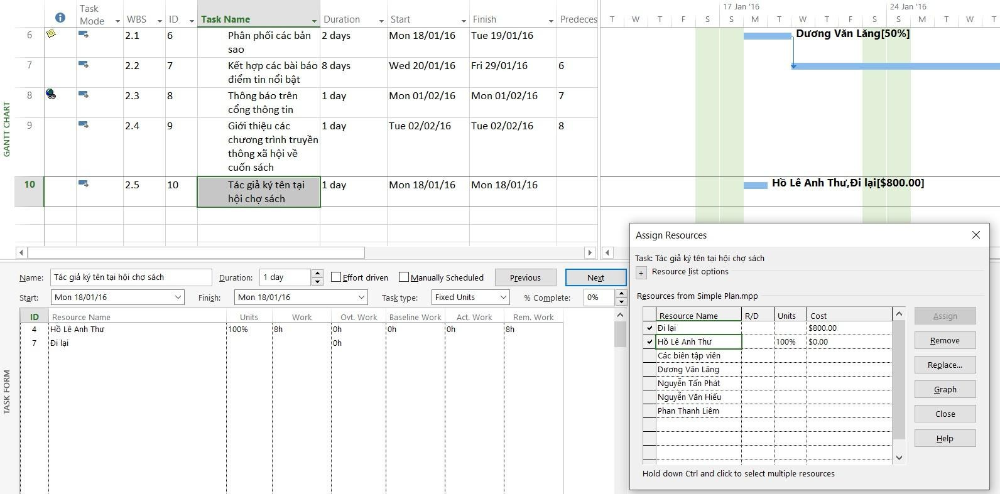 Task Mode WBS ID Task Name Duration Start Finish Predeces
17 Jan '16 24 Jan '16
T W T F S S M T W T F S S M T W T
6 2.1 6 Phân phối các bản 2 days Mon 18/01/16 Tue 19/01/16
sao
Dương Văn Lăng[50%]
7 2.2 7 Kết hợp các bài báo 8 days Wed 20/01/16 Fri 29/01/16 6
điểm tin nổi bật
8 2.3 8 Thông báo trên 1 day Mon 01/02/16 Mon 01/02/16 7
cổng thông tin
9 2.4 9 Giới thiệu các 1 day Tue 02/02/16 Tue 02/02/16 8
chương trình truyền
thông xã hội về
cuốn sách
10 2.5 10 Tác giả ký tên tại 1 day Mon 18/01/16 Mon 18/01/16
hội chợ sách
Hồ Lê Anh Thư,Đi lại[$800.00]
GANTT CHART
Name: Tác giả ký tên tại hội chợ sách Duration: 1 day Effort driven Manually Scheduled Previous Next
Start: Mon 18/01/16 Finish: Mon 18/01/16 Task type: Fixed Units % Complete: 0%
ID Resource Name Units Work Ovt. Work Baseline Work Act. Work Rem. Work
4 Hồ Lê Anh Thư 100% 8h 0h 0h 0h 8h
7 Đi lại 0h
TASK FORM
Assign Resources
Task: Tác giả ký tên tại hội chợ sách
+ Resource list options
Resources from Simple Plan.mpp
Resource Name R/D Units Cost
Đi lại $800.00
Hồ Lê Anh Thư 100% $0.00
Các biên tập viên
Dương Văn Lăng
Nguyễn Tấn Phát
Nguyễn Văn Hiếu
Phan Thanh Liêm
Assign
Remove
Replace...
Graph
Close
Help
Hold down Ctrl and click to select multiple resources